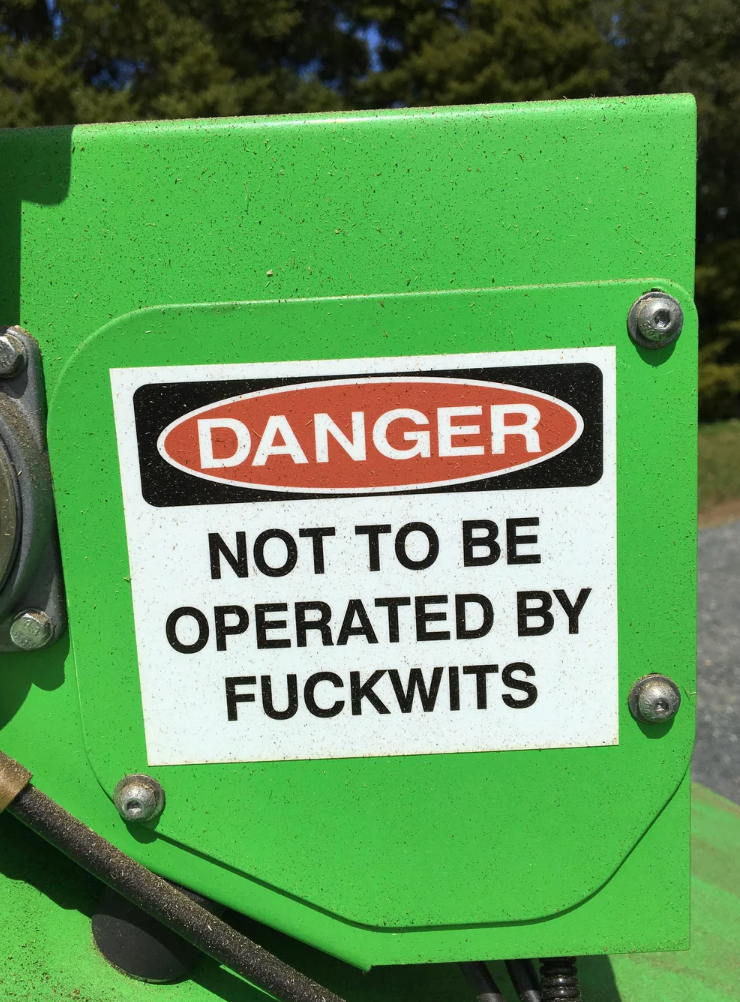 DANGER
NOT TO BE
OPERATED BY
FUCKWITS